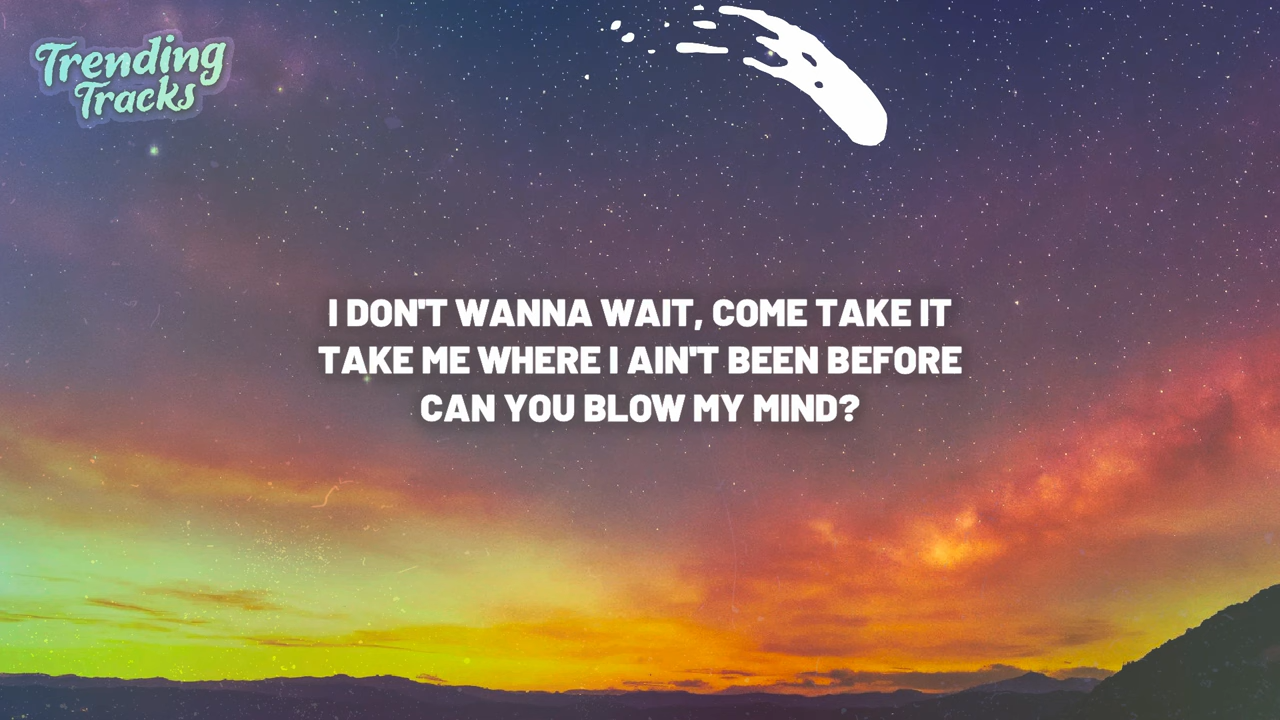 Trending
Tracks
I DON'T WANNA WAIT, COME TAKE IT
TAKE ME WHERE I AIN'T BEEN BEFORE
CAN YOU BLOW MY MIND?